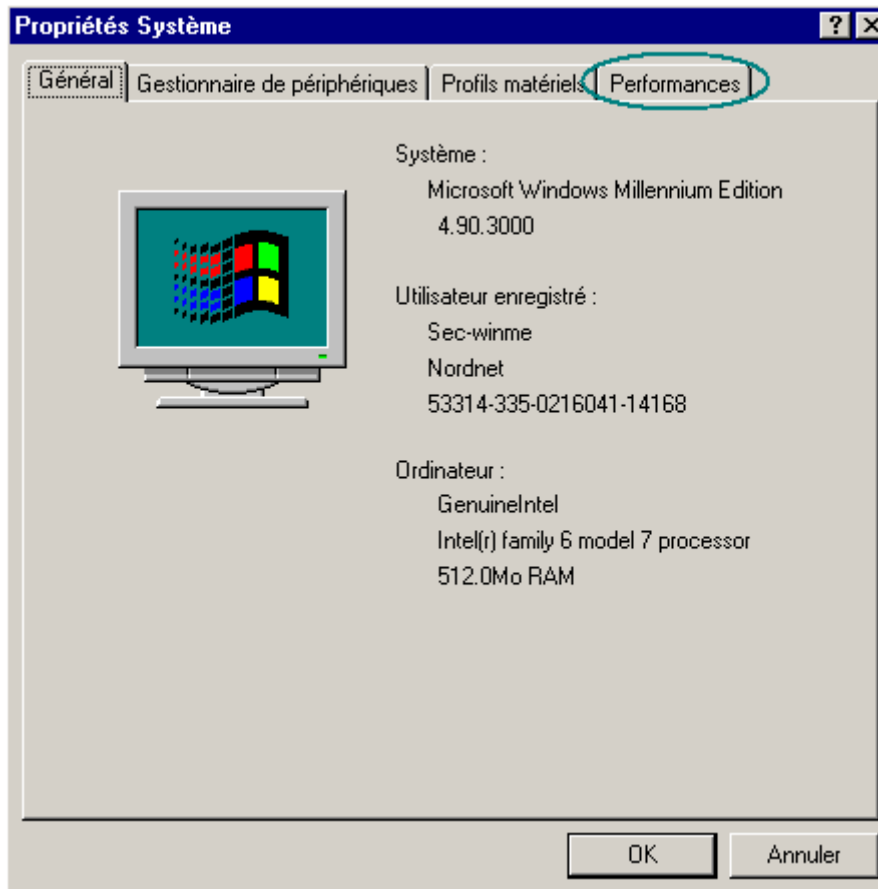 Propriétés Système
Général Gestionnaire de périphériques Profils matériels Performances
Système :
Microsoft Windows Millennium Edition
4.90.3000
Utilisateur enregistré :
Sec-winme
Nordnet
53314-335-0216041-14168
Ordinateur :
GenuineIntel
Intel(r) family 6 model 7 processor
512.0Mo RAM
OK Annuler